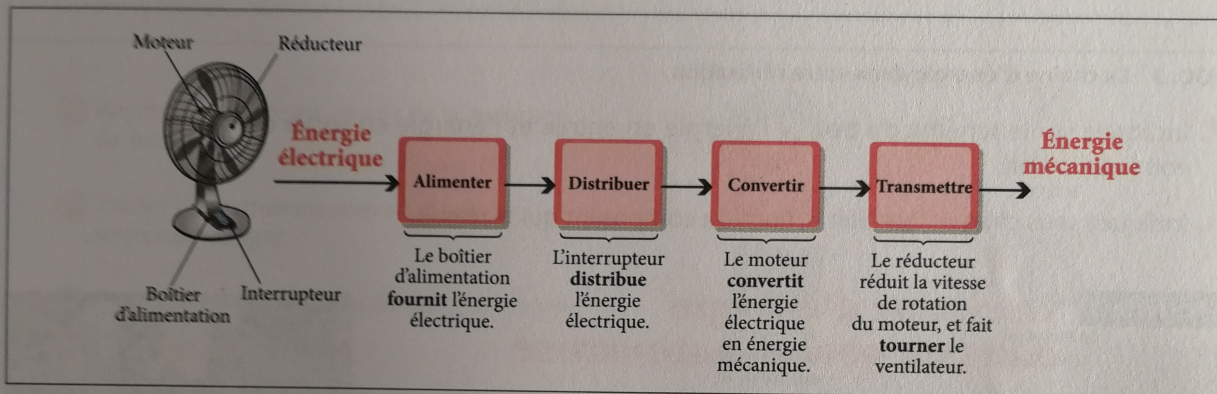 Moteur
Réducteur
Boîtier
d'alimentation
Interrupteur
Énergie
électrique
Alimenter
Distribuer
Convertir
Transmettre
Énergie
mécanique
Le boîtier
d'alimentation
fournit l'énergie
électrique.
L'interrupteur
distribue
l'énergie
électrique.
Le moteur
convertit
l'énergie
électrique
en énergie
mécanique.
Le réducteur
réduit la vitesse
de rotation
du moteur, et fait
tourner le
ventilateur.